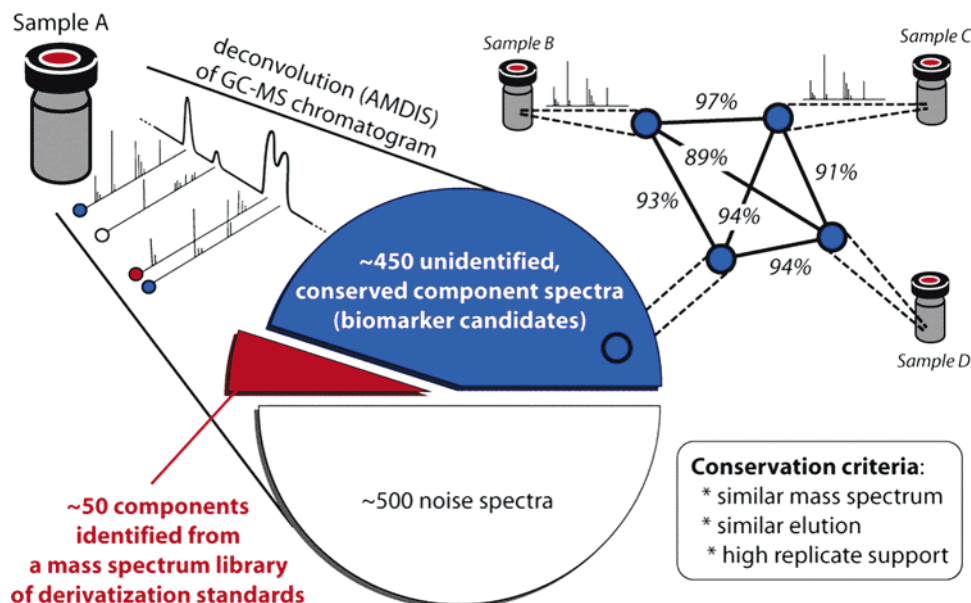 Sample A
deconvolution (AMDIS)
of GC-MS chromatogram
Sample B
Sample C
97%
89%
91%
93%
94%
94%
Sample D
~450 unidentified,
conserved component spectra
(biomarker candidates)
~50 components
identified from
a mass spectrum library
of derivatization standards
~500 noise spectra
Conservation criteria:
* similar mass spectrum
* similar elution
* high replicate support